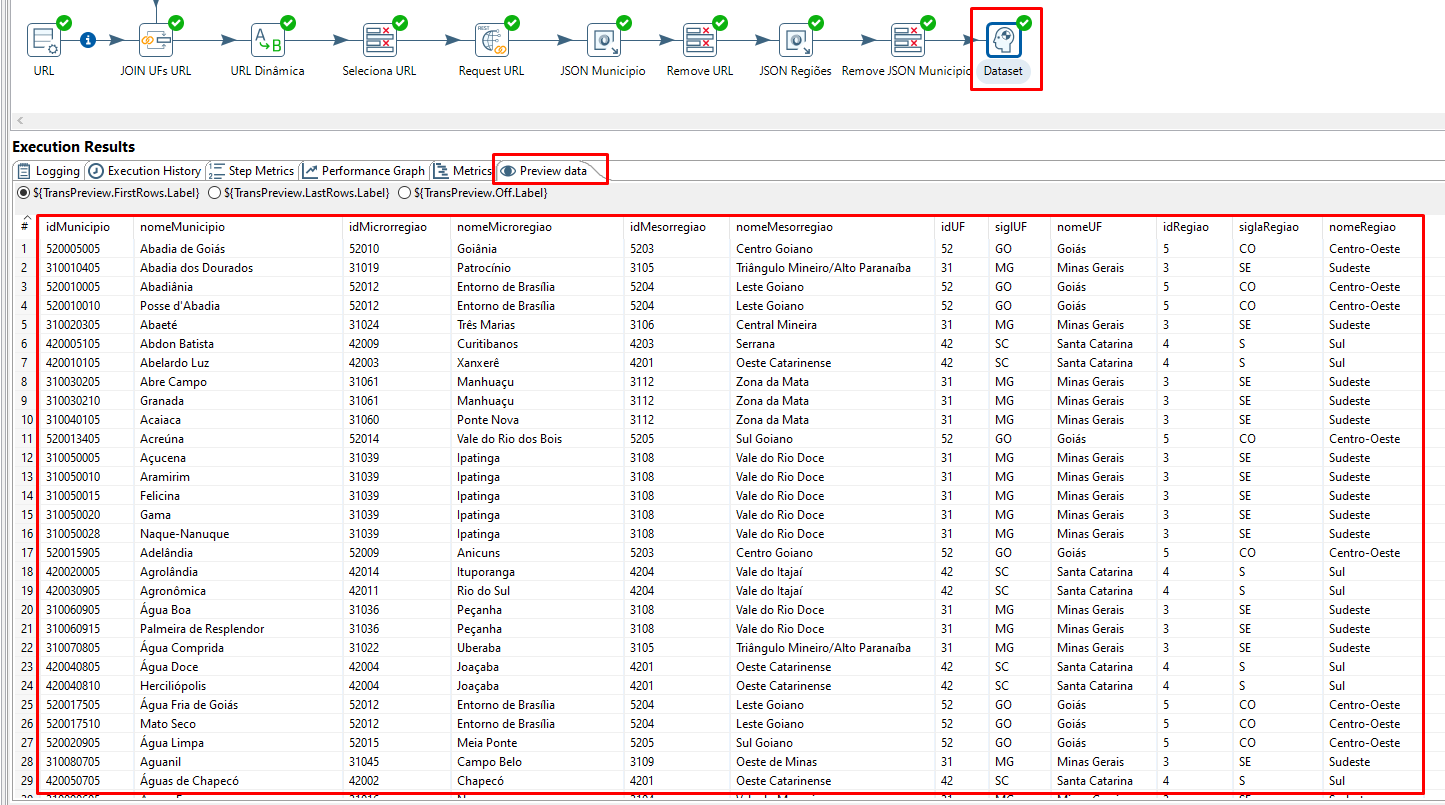 URL
JOIN UFs URL
URL Dinâmica
Seleciona URL
REST
Request URL
JSON Municipio
Remove URL
JSON Regiões
Remove JSON Municipio
Dataset
Execution Results
Logging Execution History Step Metrics Performance Graph Metrics Preview data
${TransPreview.FirstRows.Label} ${TransPreview.LastRows.Label} ${TransPreview.Off.Label}
# idMunicipio nomeMunicipio idMicrorregiao nomeMicroregiao idMesorregiao nomeMesorregiao idUF siglUF nomeUF idRegiao siglaRegiao nomeRegiao
1 520005005 Abadia de Goiás 52010 Goiânia 5203 Centro Goiano 52 GO Goiás 5 CO Centro-Oeste
2 310010405 Abadia dos Dourados 31019 Patrocínio 3105 Triângulo Mineiro/Alto Paranaíba 31 MG Minas Gerais 3 SE Sudeste
3 520010005 Abadiânia 52012 Entorno de Brasília 5204 Leste Goiano 52 GO Goiás 5 CO Centro-Oeste
4 520010010 Posse d'Abadia 52012 Entorno de Brasília 5204 Leste Goiano 52 GO Goiás 5 CO Centro-Oeste
5 310020305 Abaeté 31024 Três Marias 3106 Central Mineira 31 MG Minas Gerais 3 SE Sudeste
6 420005105 Abdon Batista 42009 Curitibanos 4203 Serrana 42 SC Santa Catarina 4 S Sul
7 420010105 Abelardo Luz 42003 Xanxerê 4201 Oeste Catarinense 42 SC Santa Catarina 4 S Sul
8 310030205 Abre Campo 31061 Manhuaçu 3112 Zona da Mata 31 MG Minas Gerais 3 SE Sudeste
9 310030210 Granada 31061 Manhuaçu 3112 Zona da Mata 31 MG Minas Gerais 3 SE Sudeste
10 310040105 Acaiaca 31060 Ponte Nova 3112 Zona da Mata 31 MG Minas Gerais 3 SE Sudeste
11 520013405 Acreúna 52014 Vale do Rio dos Bois 5205 Sul Goiano 52 GO Goiás 5 CO Centro-Oeste
12 310050005 Açucena 31039 Ipatinga 3108 Vale do Rio Doce 31 MG Minas Gerais 3 SE Sudeste
13 310050010 Aramirim 31039 Ipatinga 3108 Vale do Rio Doce 31 MG Minas Gerais 3 SE Sudeste
14 310050015 Felicina 31039 Ipatinga 3108 Vale do Rio Doce 31 MG Minas Gerais 3 SE Sudeste
15 310050020 Gama 31039 Ipatinga 3108 Vale do Rio Doce 31 MG Minas Gerais 3 SE Sudeste
16 310050028 Naque-Nanuque 31039 Ipatinga 3108 Vale do Rio Doce 31 MG Minas Gerais 3 SE Sudeste
17 520015905 Adelândia 52009 Anicuns 5203 Centro Goiano 52 GO Goiás 5 CO Centro-Oeste
18 420020005 Agrolândia 42014 Ituporanga 4204 Vale do Itajaí 42 SC Santa Catarina 4 S Sul
19 420030905 Agronômica 42011 Rio do Sul 4204 Vale do Itajaí 42 SC Santa Catarina 4 S Sul
20 310060905 Água Boa 31036 Peçanha 3108 Vale do Rio Doce 31 MG Minas Gerais 3 SE Sudeste
21 310060915 Palmeira de Resplendor 31036 Peçanha 3108 Vale do Rio Doce 31 MG Minas Gerais 3 SE Sudeste
22 310070805 Água Comprida 31022 Uberaba 3105 Triângulo Mineiro/Alto Paranaíba 31 MG Minas Gerais 3 SE Sudeste
23 420040805 Água Doce 42004 Joaçaba 4201 Oeste Catarinense 42 SC Santa Catarina 4 S Sul
24 420040810 Herciliópolis 42004 Joaçaba 4201 Oeste Catarinense 42 SC Santa Catarina 4 S Sul
25 520017505 Água Fria de Goiás 52012 Entorno de Brasília 5204 Leste Goiano 52 GO Goiás 5 CO Centro-Oeste
26 520017510 Mato Seco 52012 Entorno de Brasília 5204 Leste Goiano 52 GO Goiás 5 CO Centro-Oeste
27 520020905 Água Limpa 52015 Meia Ponte 5205 Sul Goiano 52 GO Goiás 5 CO Centro-Oeste
28 310080705 Aguanil 31045 Campo Belo 3109 Oeste de Minas 31 MG Minas Gerais 3 SE Sudeste
29 420050705 Águas de Chapecó 42002 Chapecó 4201 Oeste Catarinense 42 SC Santa Catarina 4 S Sul